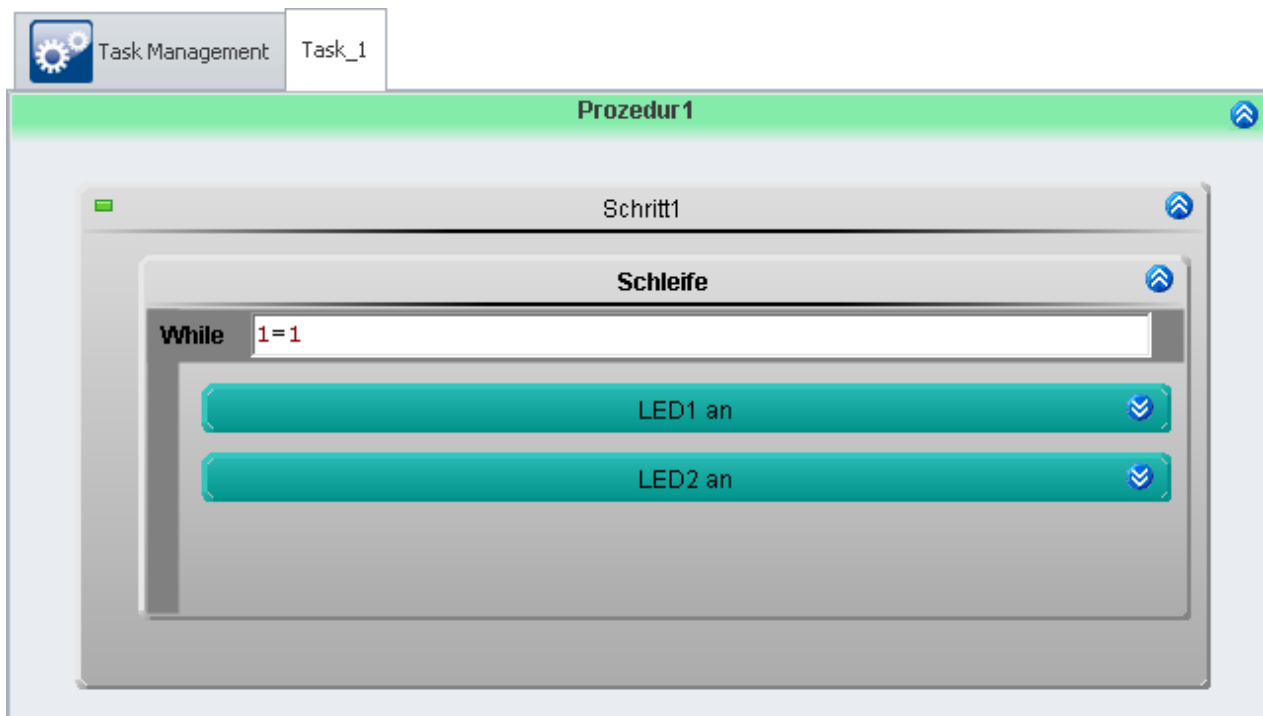 Task Management Task_1
Prozedur1
Schritt1
Schleife
While 1=1
LED1 an
LED2 an